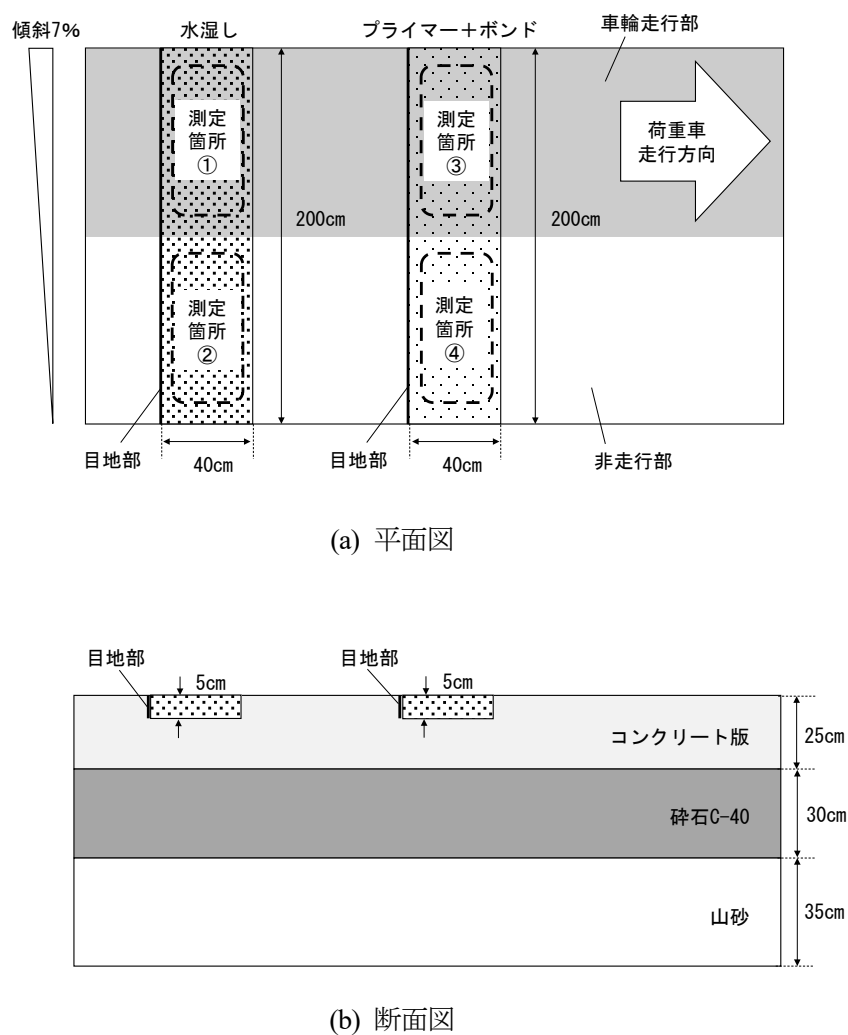 傾斜7%
水湿し
プライマー＋ボンド
車輪走行部
測定
箇所
①
測定
箇所
③
荷重車
走行方向
200cm
200cm
測定
箇所
②
測定
箇所
④
目地部
40cm
目地部
40cm
非走行部
(a) 平面図
目地部
5cm
目地部
5cm
コンクリート版
25cm
砕石C-40
30cm
山砂
35cm
(b) 断面図